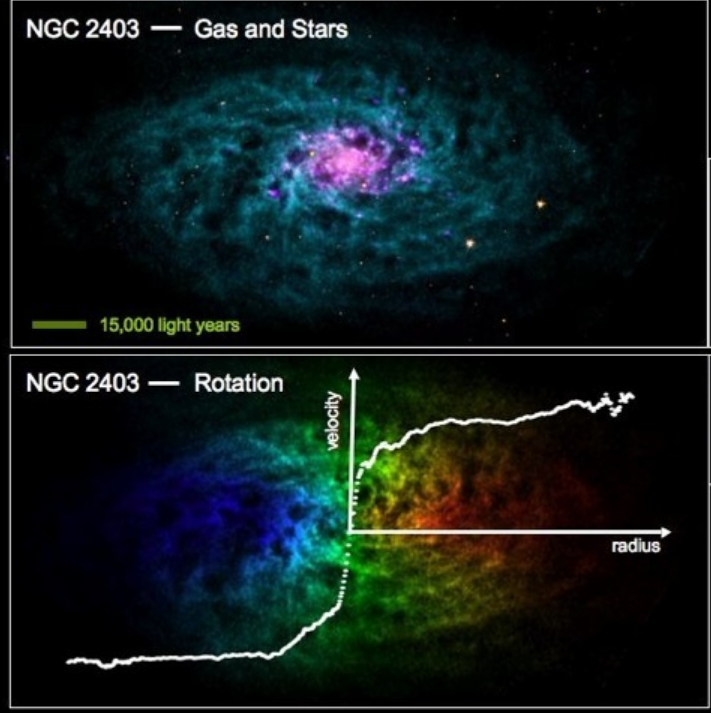 NGC 2403 — Gas and Stars
15,000 light years
NGC 2403 — Rotation
velocity
radius